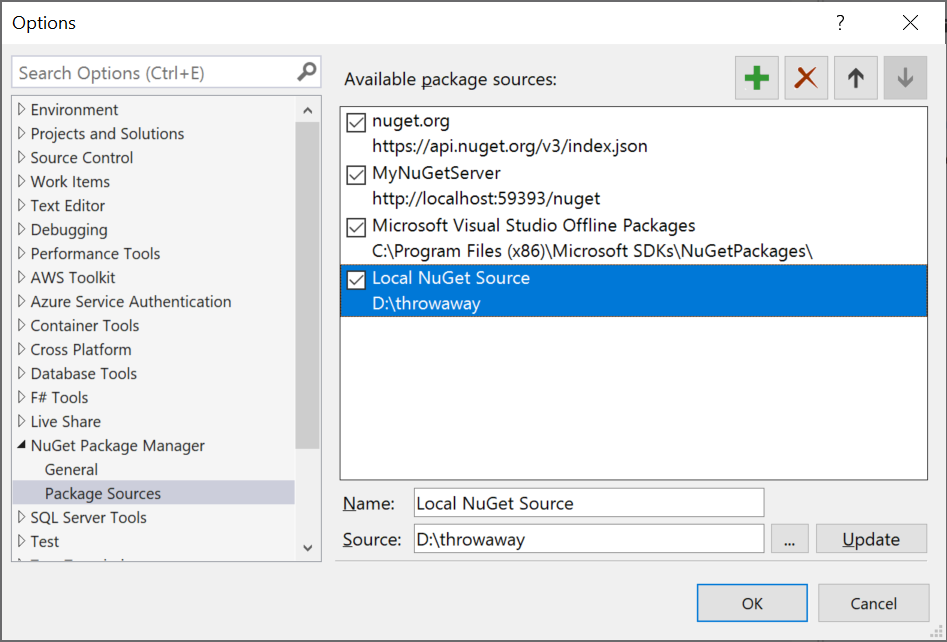 Options
?
Search Options (Ctrl+E)
Environment
Projects and Solutions
Source Control
Work Items
Text Editor
Debugging
Performance Tools
AWS Toolkit
Azure Service Authentication
Container Tools
Cross Platform
Database Tools
F# Tools
Live Share
NuGet Package Manager
General
Package Sources
SQL Server Tools
Test
Available package sources:
nuget.org
https://api.nuget.org/v3/index.json
MyNuGetServer
http://localhost:59393/nuget
Microsoft Visual Studio Offline Packages
C:\Program Files (x86)\Microsoft SDKs\NuGetPackages\
Local NuGet Source
D:\throwaway
Name: Local NuGet Source
Source: D:\throwaway ... Update
OK Cancel